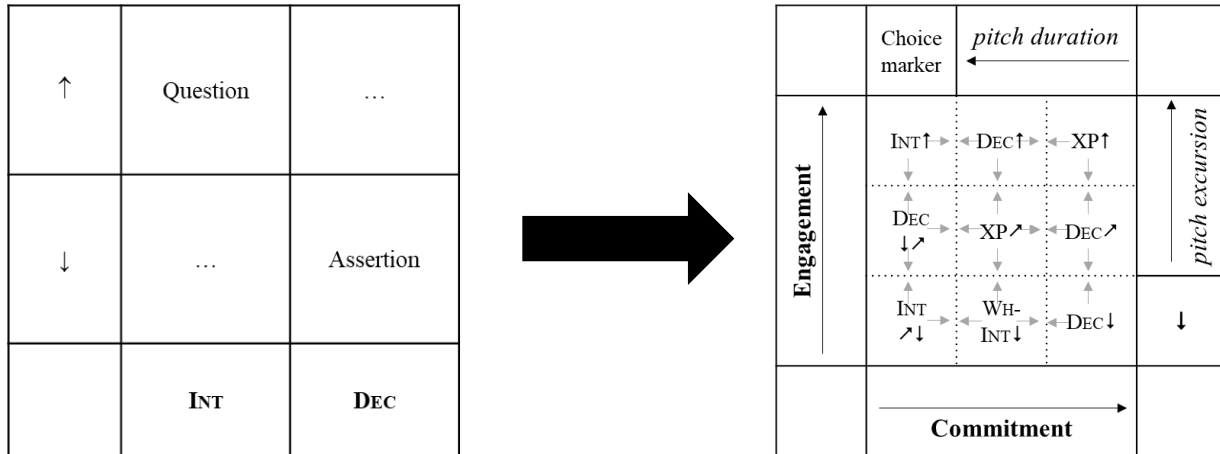 ↑ Question …
↓ … Assertion
INT DEC
Choice
marker
pitch duration
Engagement
INT↑ DEC↑ XP↑
DEC
↓↗
XP↗ DEC↗
INT
↗↓
WH-
INT↓
DEC↓
pitch excursion
↓
Commitment